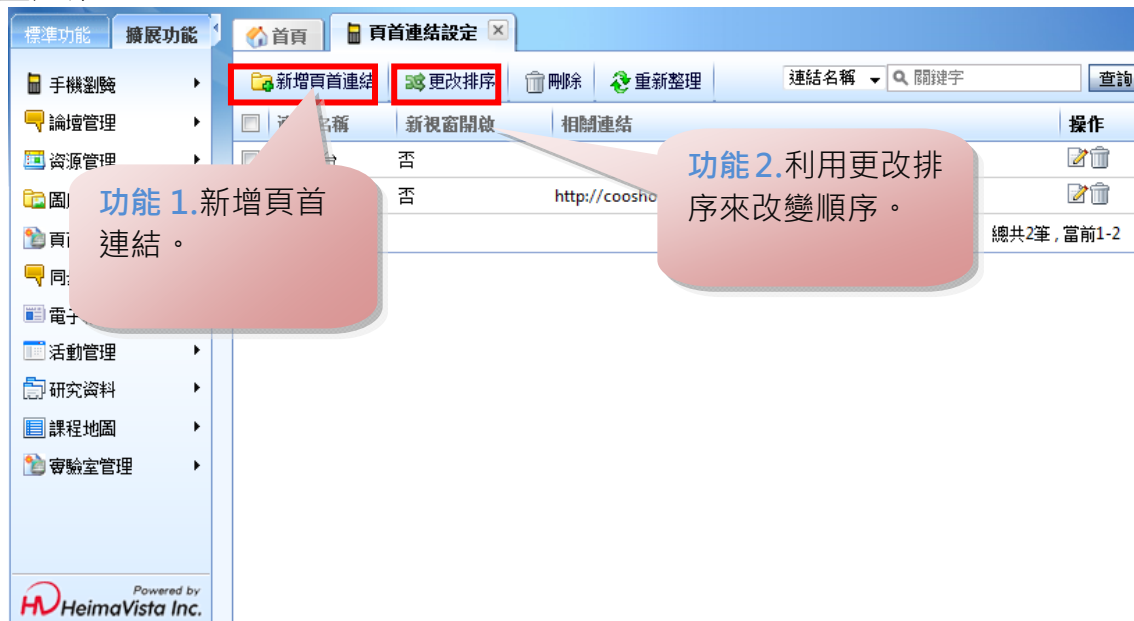 標準功能 擴展功能 首頁 頁首連結設定
新增頁首連結 更改排序 刪除 重新整理 連結名稱 關鍵字 查詢
手機瀏覽
論壇管理
資源管理
頁
同
電子
活動管理
研究資料
課程地圖
實驗室管理
名稱 新視窗開啟 相關連結 操作
否
否 http://coosho
總共2筆,當前1-2
功能 1.新增頁首
連結。
功能 2.利用更改排
序來改變順序。
Powered by
HeimaVista Inc.